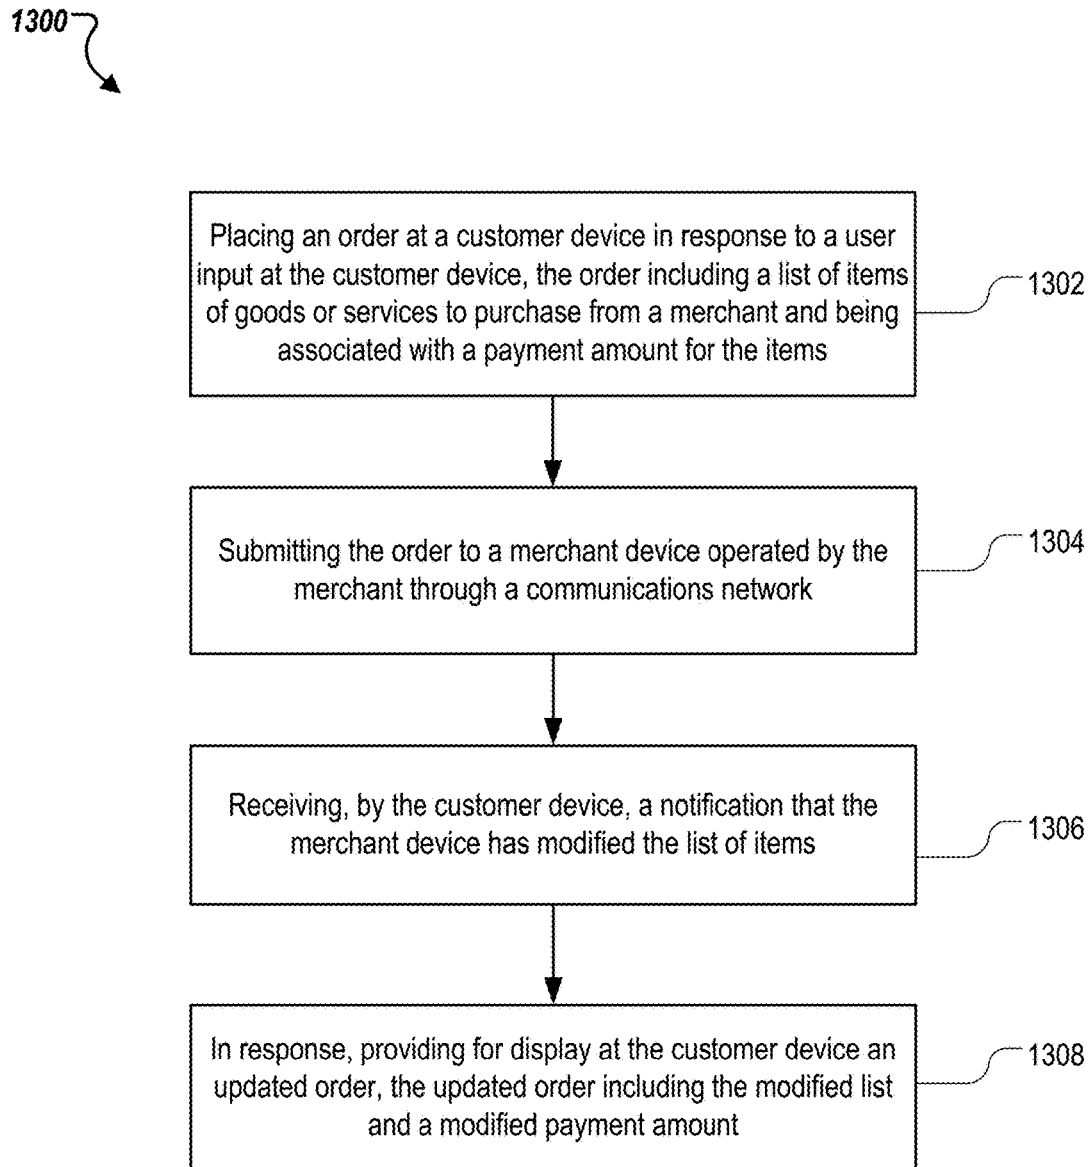 1300
Placing an order at a customer device in response to a user
input at the customer device, the order including a list of items
of goods or services to purchase from a merchant and being
associated with a payment amount for the items
1302
Submitting the order to a merchant device operated by the
merchant through a communications network
1304
Receiving, by the customer device, a notification that the
merchant device has modified the list of items
1306
In response, providing for display at the customer device an
updated order, the updated order including the modified list
and a modified payment amount
1308